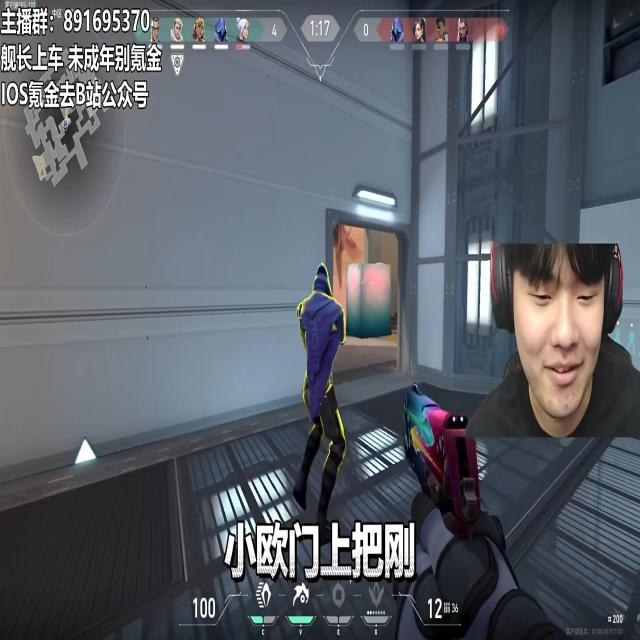 主播群：891695370
舰长上车 未成年别氪金
IOS氪金去B站公众号
4
1:17
0
小欧门上把刚
100
12
36
C
V
E
X
200